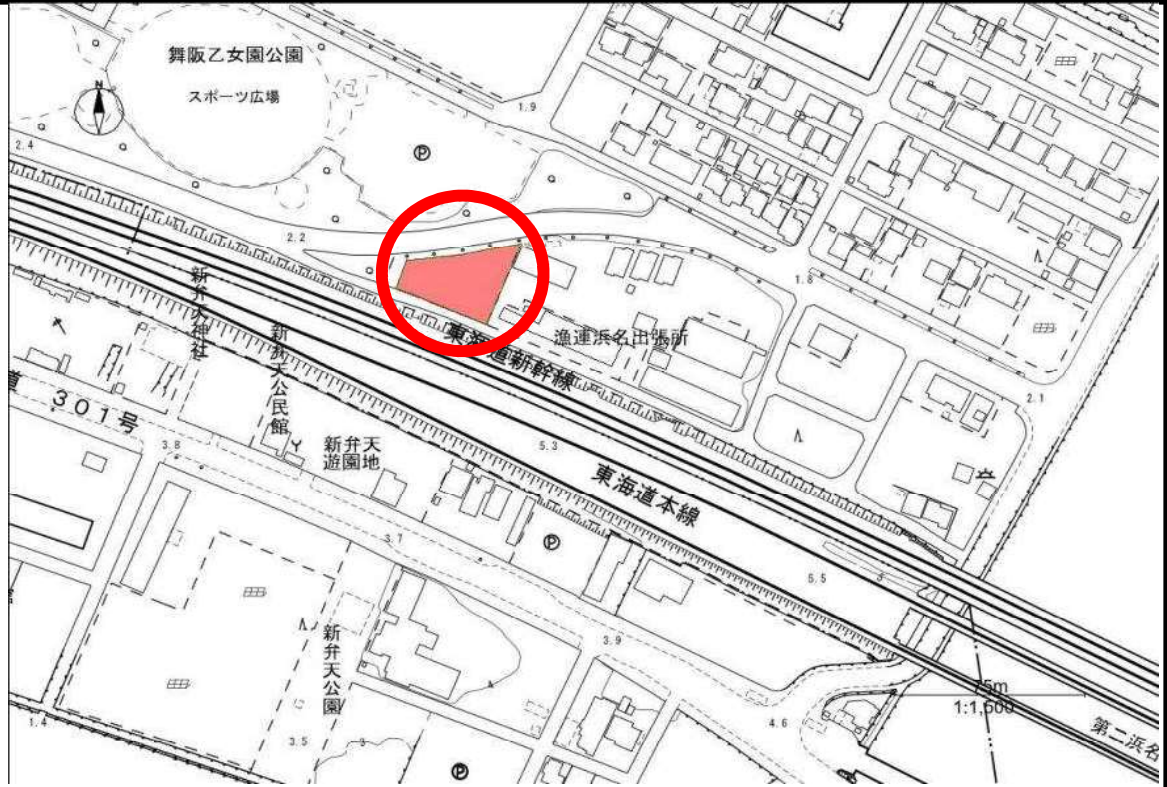 舞阪乙女園公園
スポーツ広場
N
1.9
2.4
P
2.2
1.8
新弁天神社
東海道新幹線
漁連浜名出張所
新弁天公民館
2.1
道 301号
3.8
新弁天
遊園地
5.3
東海道本線
3.7
P
5.5
新弁天公園
3.9
75m
1:1,500
4.6
第二浜名
1.4
3.5
P